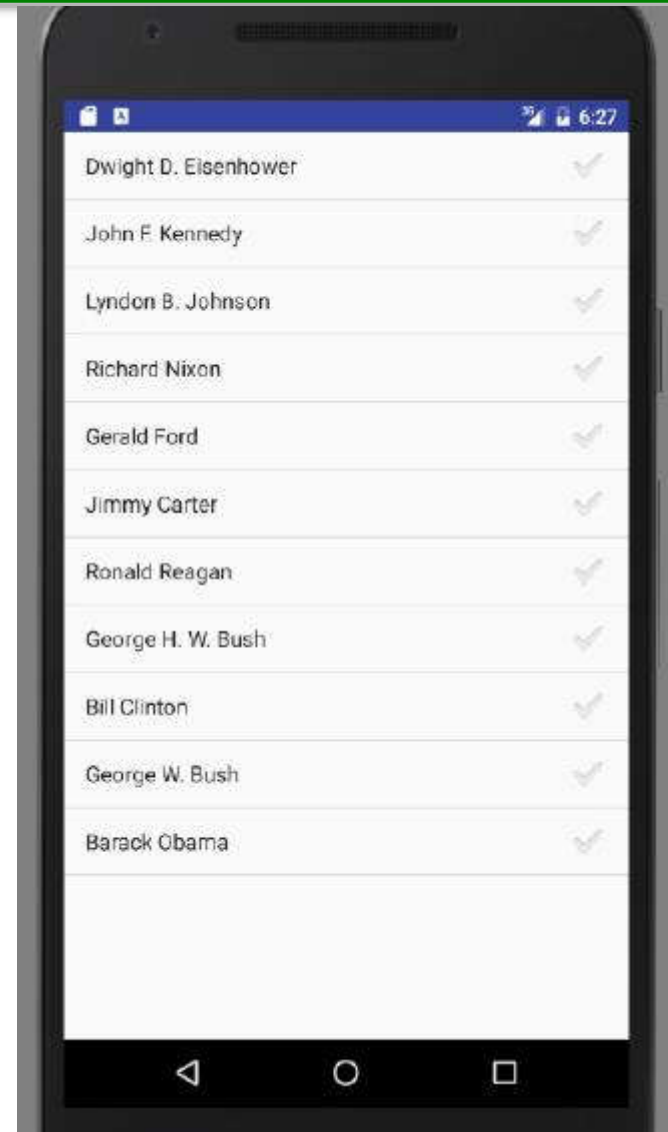 3G 6:27
Dwight D. Eisenhower
John F. Kennedy
Lyndon B. Johnson
Richard Nixon
Gerald Ford
Jimmy Carter
Ronald Reagan
George H. W. Bush
Bill Clinton
George W. Bush
Barack Obama